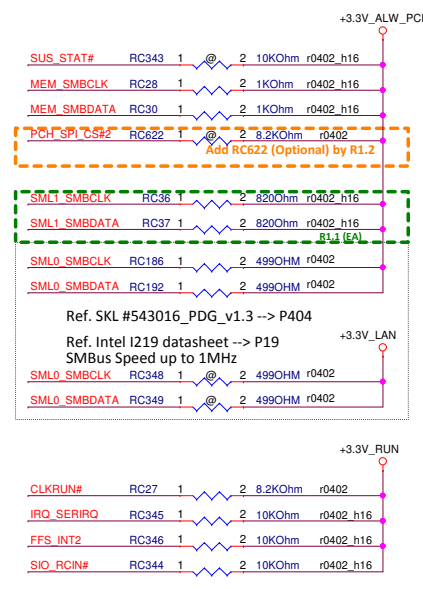 +3.3V_ALW_PC
SUS_STAT# RC343 1 @ 2 10KOhm r0402_h16
MEM_SMBCLK RC28 1 2 1KOhm r0402_h16
MEM_SMBDATA RC30 1 2 1KOhm r0402_h16
PCH_SPI_CS#2 RC622 1 @ 2 8.2KOhm r0402
Add RC622 (Optional) by R1.2
SML1_SMBCLK RC36 1 2 820Ohm r0402_h16
SML1_SMBDATA RC37 1 2 820Ohm r0402_h16
R1.1 (EA)
SML0_SMBCLK RC186 1 2 499OHM r0402
SML0_SMBDATA RC192 1 2 499OHM r0402
Ref. SKL #543016_PDG_v1.3 --> P404
Ref. Intel I219 datasheet --> P19
SMBus Speed up to 1MHz
+3.3V_LAN
SML0_SMBCLK RC348 1 @ 2 499OHM r0402
SML0_SMBDATA RC349 1 @ 2 499OHM r0402
+3.3V_RUN
CLKRUN# RC27 1 2 8.2KOhm r0402
IRQ_SERIRQ RC345 1 2 10KOhm r0402_h16
FFS_INT2 RC346 1 2 10KOhm r0402_h16
SIO_RCIN# RC344 1 2 10KOhm r0402_h16